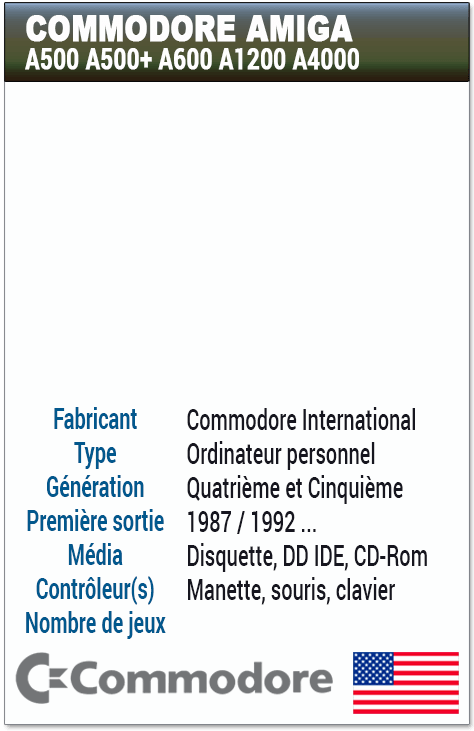 COMMODORE AMIGA
A500 A500+ A600 A1200 A4000
Fabricant Commodore International
Type Ordinateur personnel
Génération Quatrième et Cinquième
Première sortie 1987 / 1992 ...
Média Disquette, DD IDE, CD-Rom
Contrôleur(s) Manette, souris, clavier
Nombre de jeux
Commodore